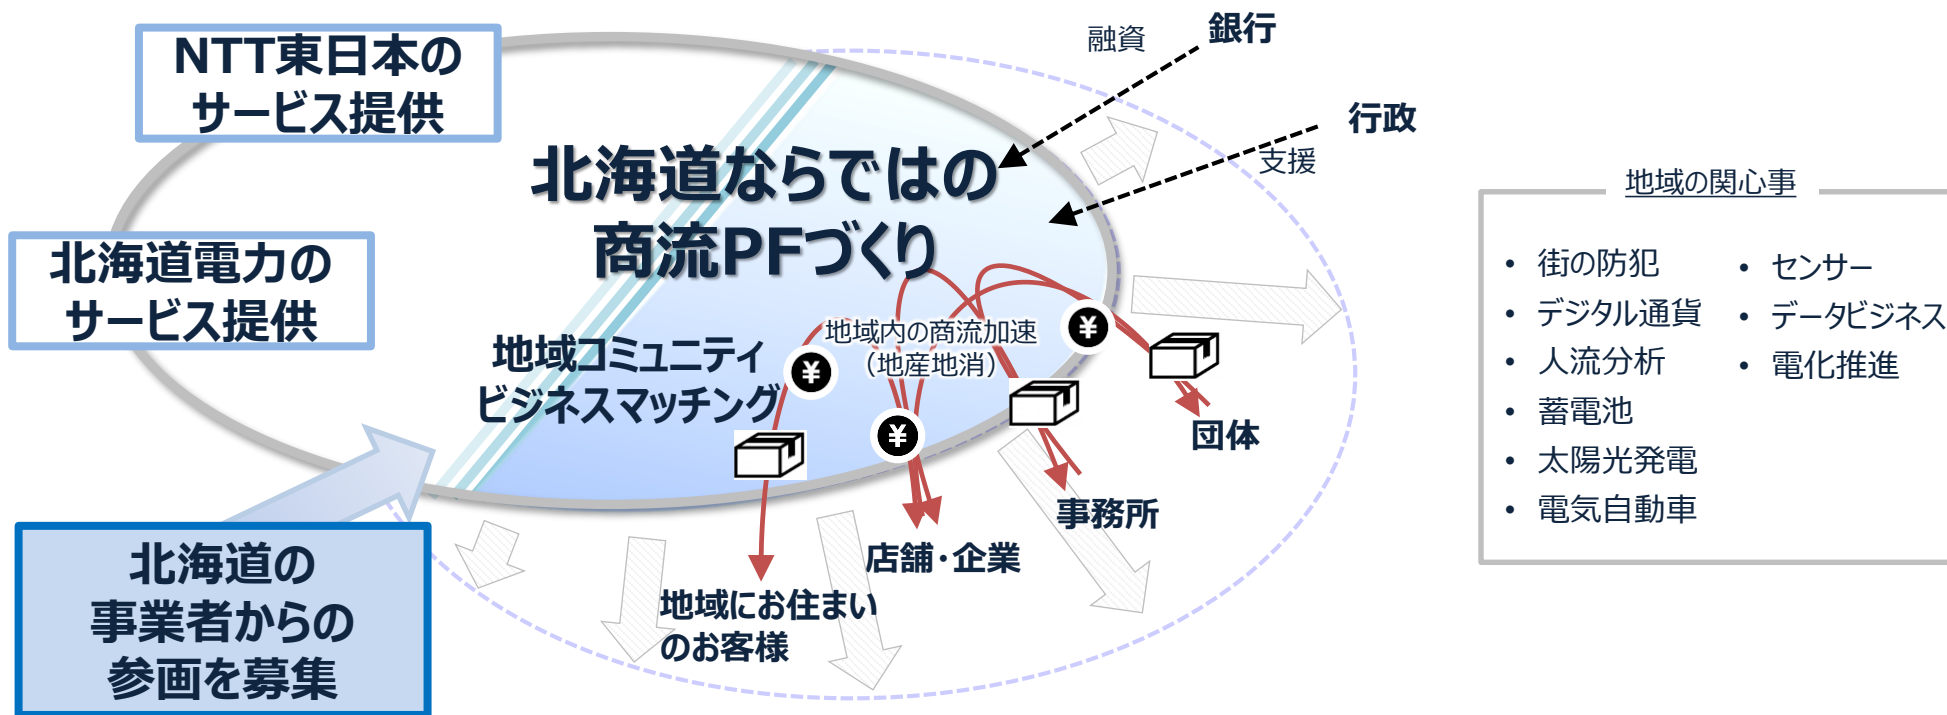 NTT東日本の
サービス提供
北海道電力の
サービス提供
北海道の
事業者からの
参画を募集
北海道ならではの
商流PFづくり
地域コミュニティ
ビジネスマッチング
地域内の商流加速
（地産地消）
¥
¥
¥
融資
銀行
行政
支援
団体
事務所
店舗・企業
地域にお住まい
のお客様
地域の関心事
• 街の防犯
• デジタル通貨
• 人流分析
• 蓄電池
• 太陽光発電
• 電気自動車
• センサー
• データビジネス
• 電化推進